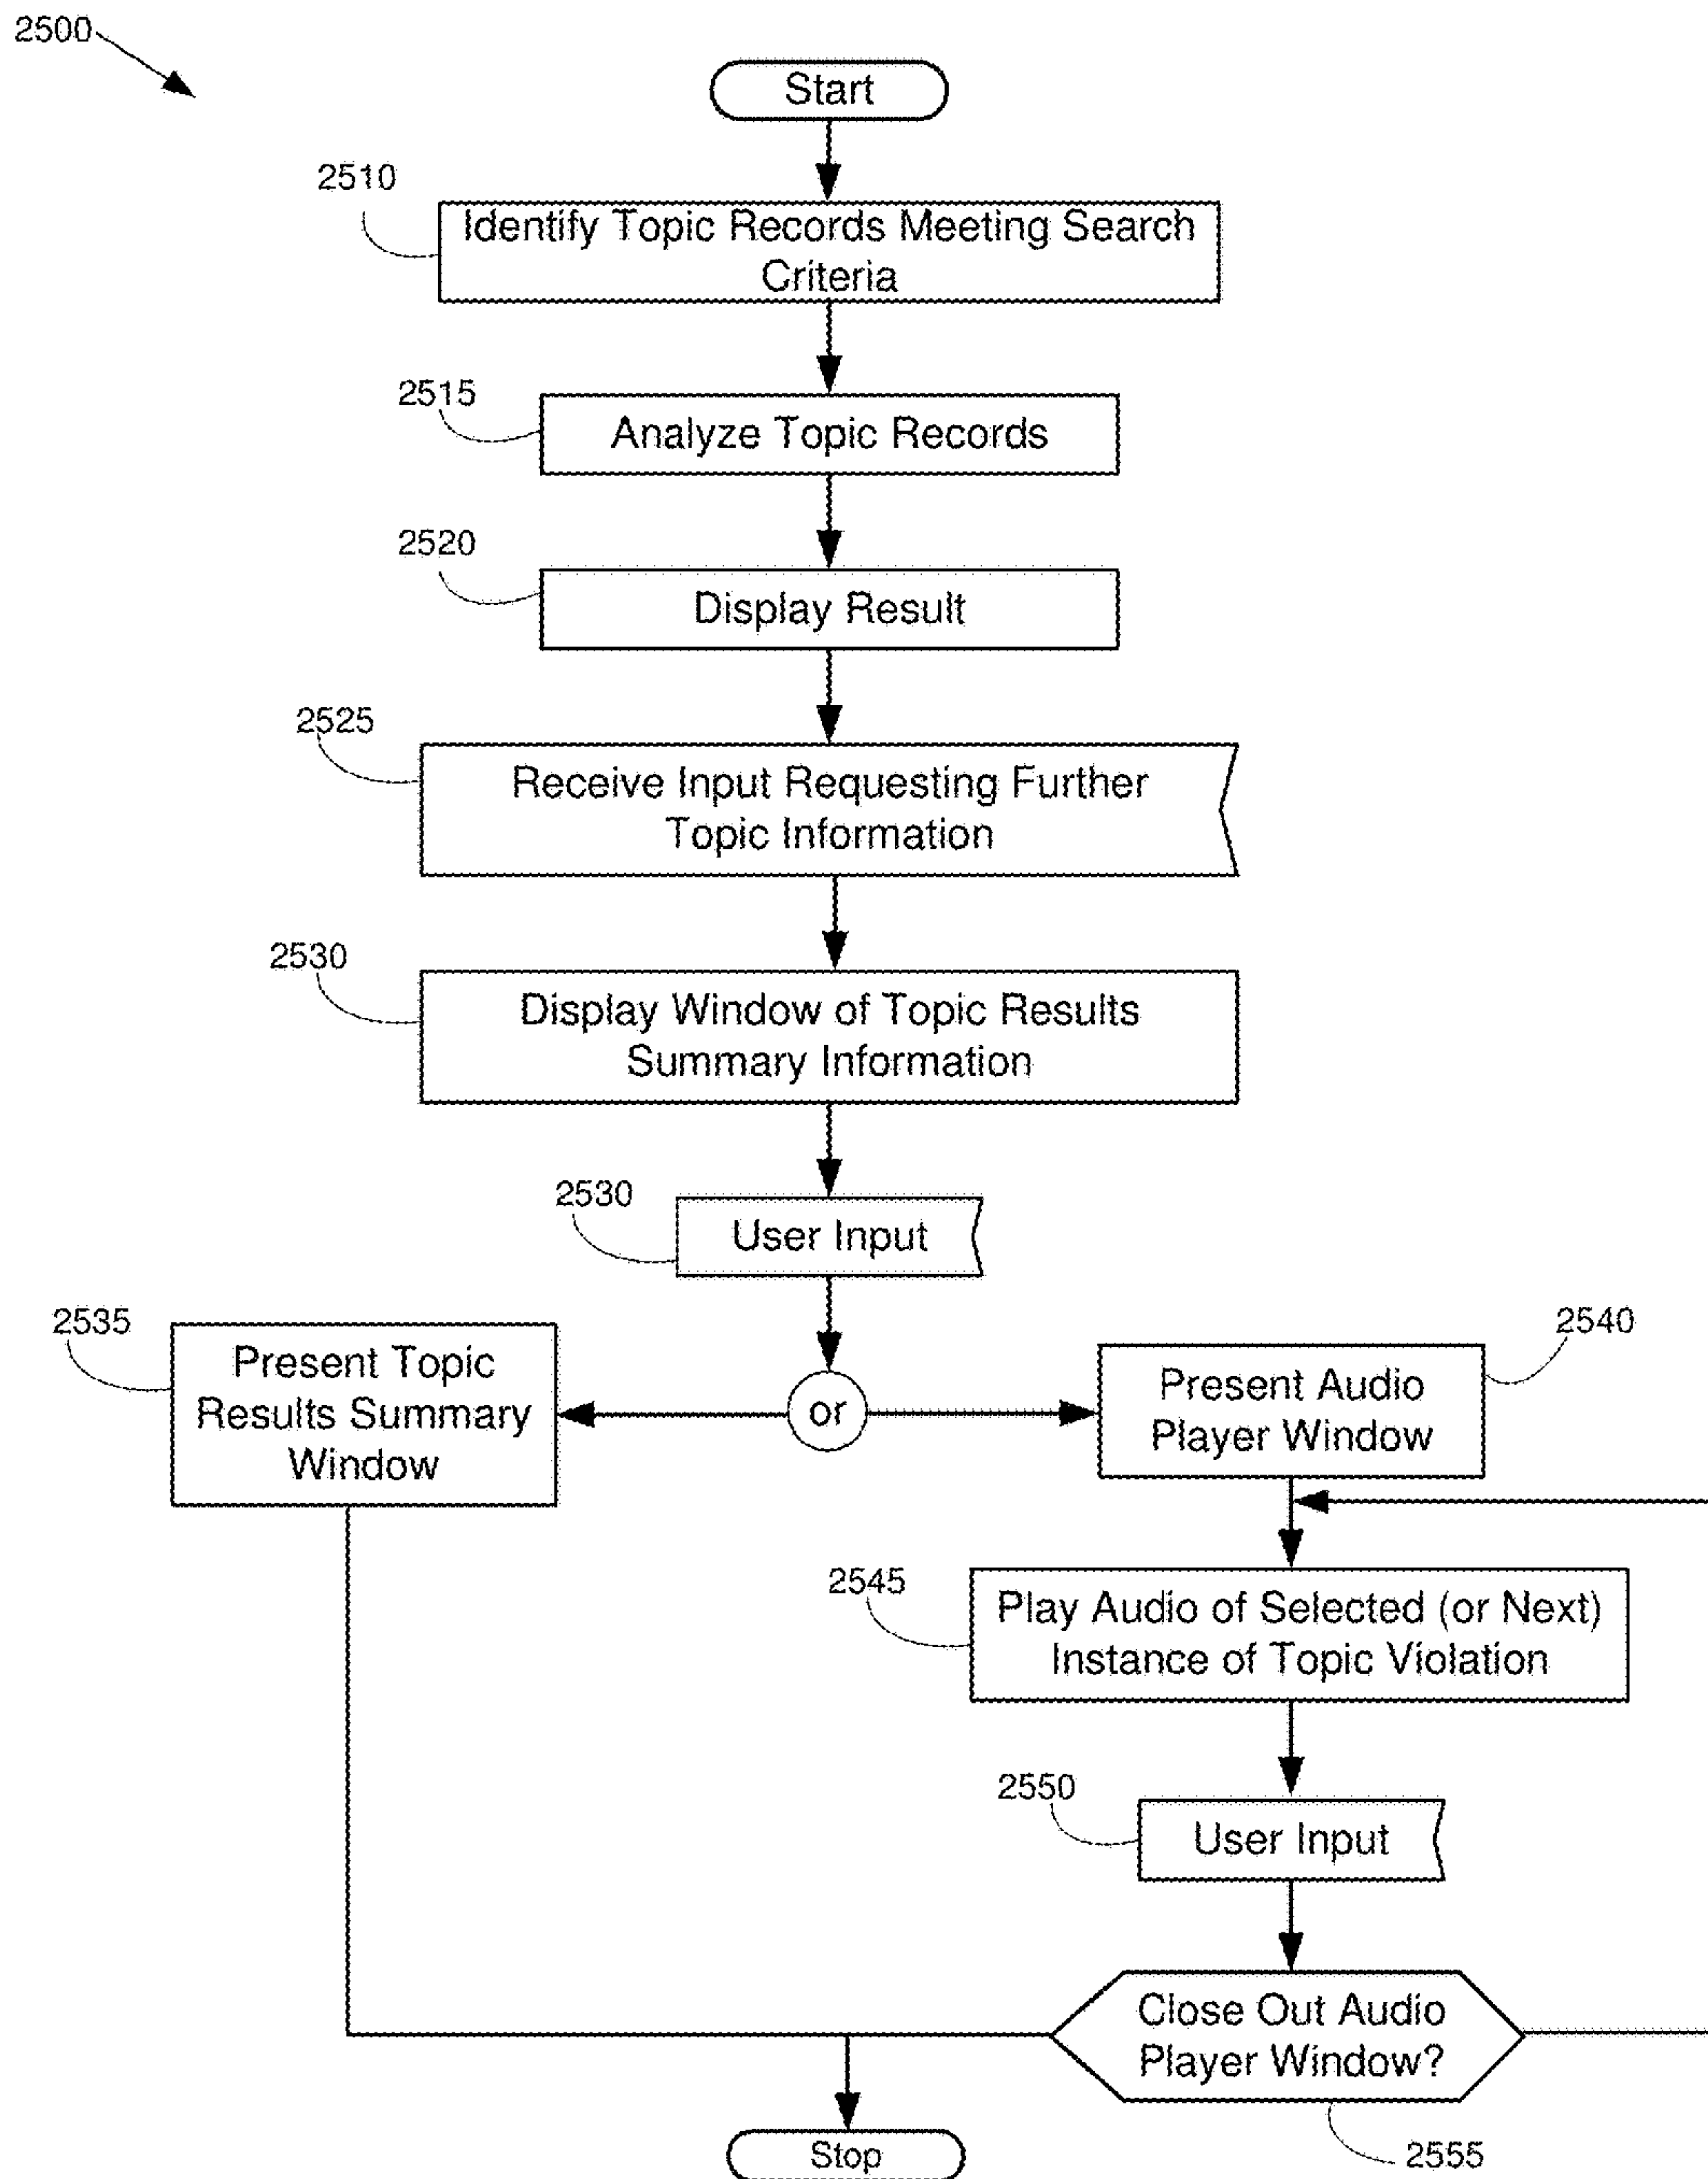 2500
Start
2510
Identify Topic Records Meeting Search
Criteria
2515
Analyze Topic Records
2520
Display Result
2525
Receive Input Requesting Further
Topic Information
2530
Display Window of Topic Results
Summary Information
2530
User Input
2535
Present Topic
Results Summary
Window
or
2540
Present Audio
Player Window
2545
Play Audio of Selected (or Next)
Instance of Topic Violation
2550
User Input
Close Out Audio
Player Window?
2555
Stop